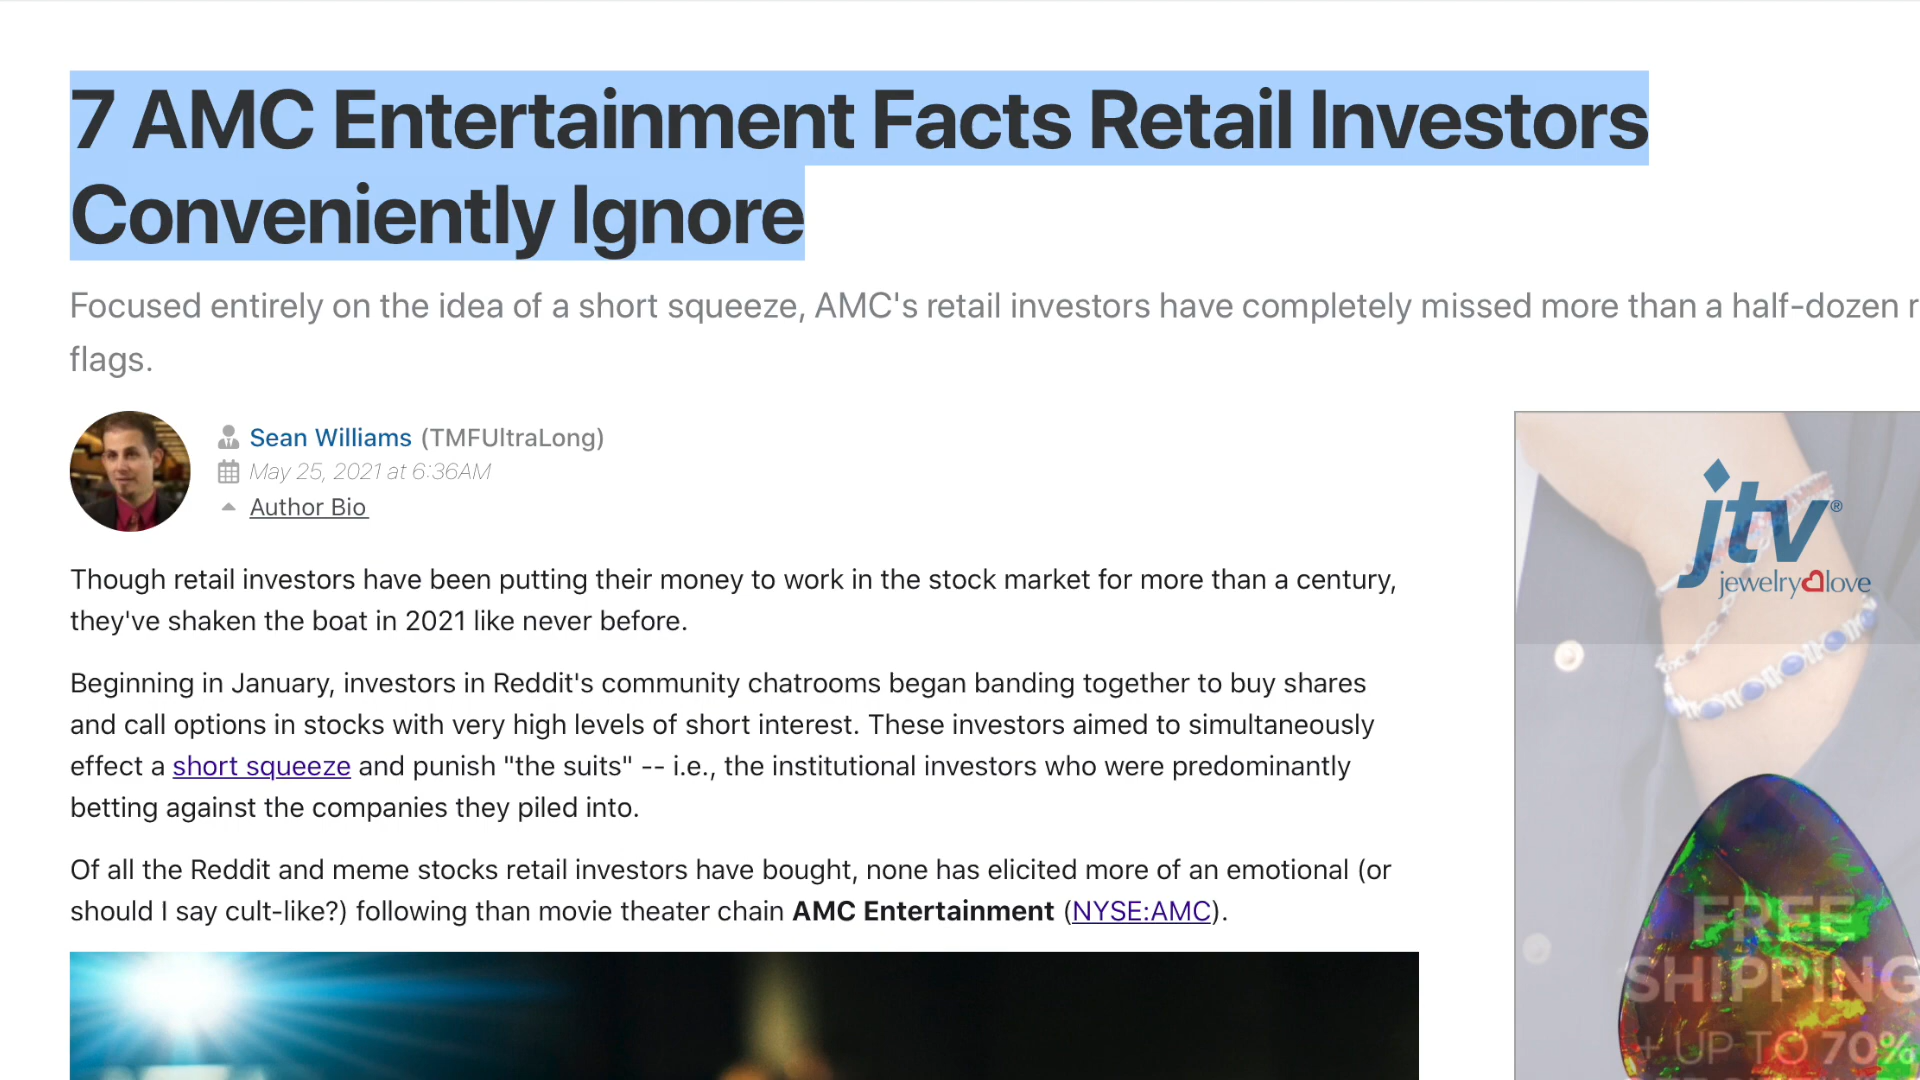 7 AMC Entertainment Facts Retail Investors
Conveniently Ignore
Focused entirely on the idea of a short squeeze, AMC's retail investors have completely missed more than a half-dozen r
flags.
Sean Williams (TMFUltraLong)
May 25, 2021 at 6:36AM
Author Bio
Though retail investors have been putting their money to work in the stock market for more than a century,
they've shaken the boat in 2021 like never before.
Beginning in January, investors in Reddit's community chatrooms began banding together to buy shares
and call options in stocks with very high levels of short interest. These investors aimed to simultaneously
effect a short squeeze and punish "the suits" -- i.e., the institutional investors who were predominantly
betting against the companies they piled into.
Of all the Reddit and meme stocks retail investors have bought, none has elicited more of an emotional (or
should I say cult-like?) following than movie theater chain AMC Entertainment (NYSE:AMC).
jtv®
jewelry love
FREE
SHIPPING
+ UP TO 70%